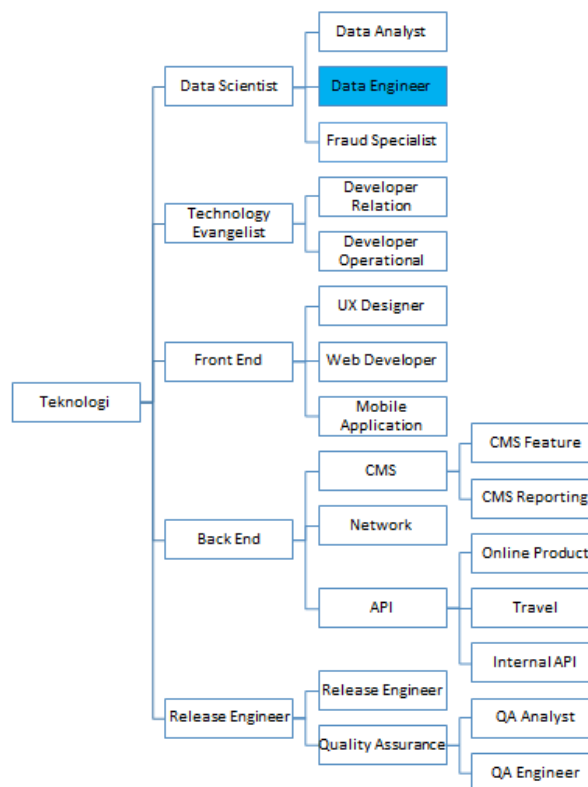 Data Analyst
Data Scientist
Data Engineer
Fraud Specialist
Technology
Evangelist
Developer
Relation
Developer
Operational
UX Designer
Front End
Web Developer
Mobile
Application
Teknologi
CMS
CMS Feature
CMS Reporting
Back End
Network
API
Online Product
Travel
Internal API
Release Engineer
Release Engineer
Quality Assurance
QA Analyst
QA Engineer